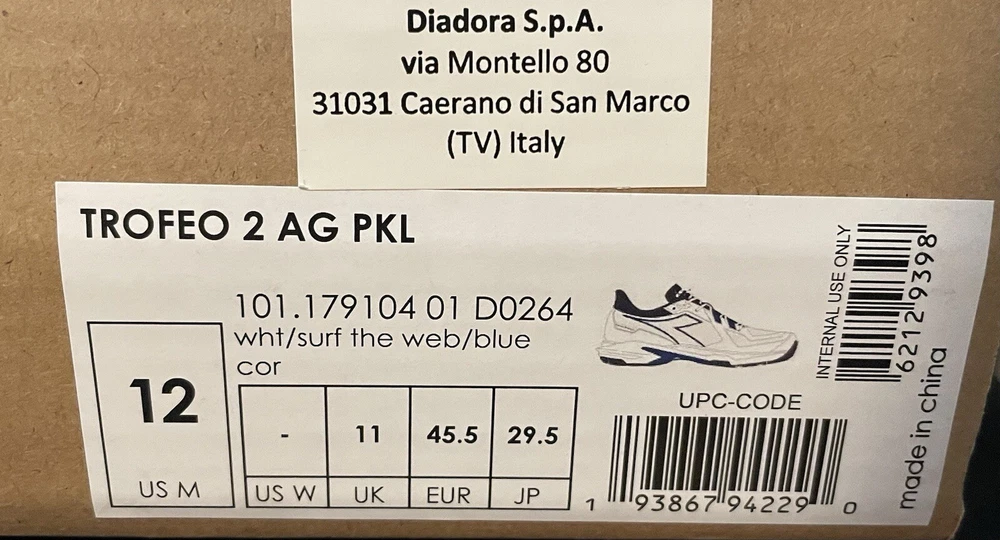 Diadora S.p.A.
via Montello 80
31031 Caerano di San Marco
(TV) Italy
TROFEO 2 AG PKL
101.179104 01 D0264
wht/surf the web/blue
cor
12
US M
- 11 45.5 29.5
US W UK EUR JP
INTERNAL USE ONLY
6212 9398
made in china
UPC-CODE
1 93867 94229 0